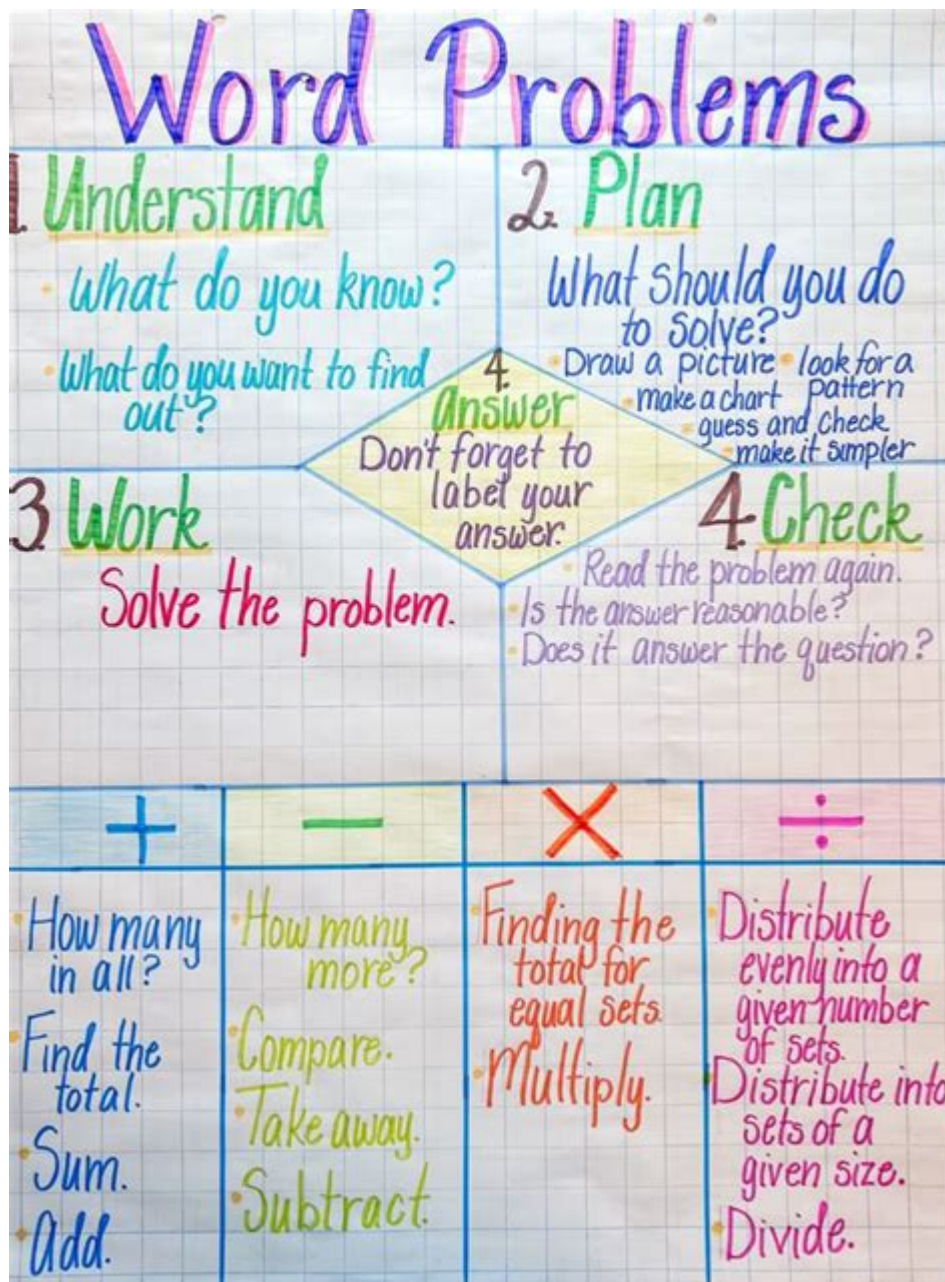 Word Problems
1. Understand
• What do you know?
• What do you want to find
out?
2. Plan
What should you do
to solve?
• Draw a picture • look for a
pattern
• make a chart
• guess and check
• make it simpler
4.
answer
Don't forget to
label your
answer.
3. Work
Solve the problem.
4. Check
• Read the problem again.
• Is the answer reasonable?
• Does it answer the question?
+
• How many
in all?
• Find the
total.
• Sum.
• Add.
−
• How many
more?
• Compare.
• Take away.
• Subtract.
×
• Finding the
total for
equal sets.
• Multiply.
÷
• Distribute
evenly into a
given number
of sets.
• Distribute into
sets of a
given size.
• Divide.